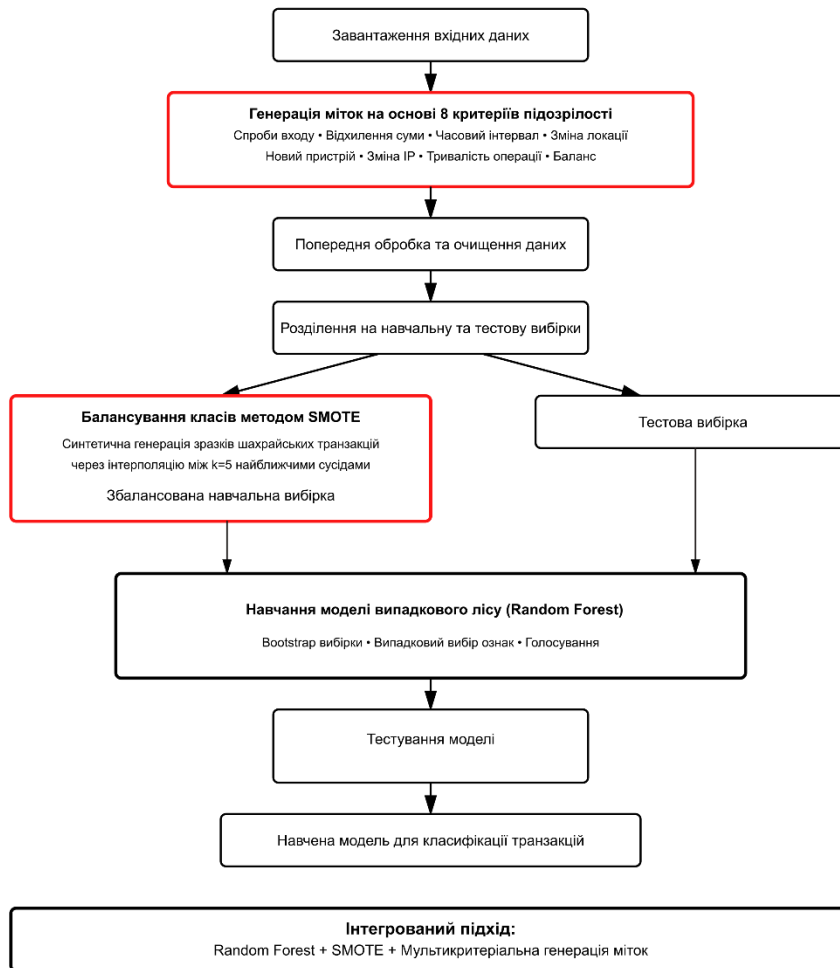 Завантаження вхідних даних
Генерація міток на основі 8 критеріїв підозрілості
Спроби входу • Відхилення суми • Часовий інтервал • Зміна локації
Новий пристрій • Зміна IP • Тривалість операції • Баланс
Попередня обробка та очищення даних
Розділення на навчальну та тестову вибірки
Балансування класів методом SMOTE
Синтетична генерація зразків шахрайських транзакцій
через інтерполяцію між k=5 найближчими сусідами
Збалансована навчальна вибірка
Тестова вибірка
Навчання моделі випадкового лісу (Random Forest)
Bootstrap вибірки • Випадковий вибір ознак • Голосування
Тестування моделі
Навчена модель для класифікації транзакцій
Інтегрований підхід:
Random Forest + SMOTE + Мультикритеріальна генерація міток